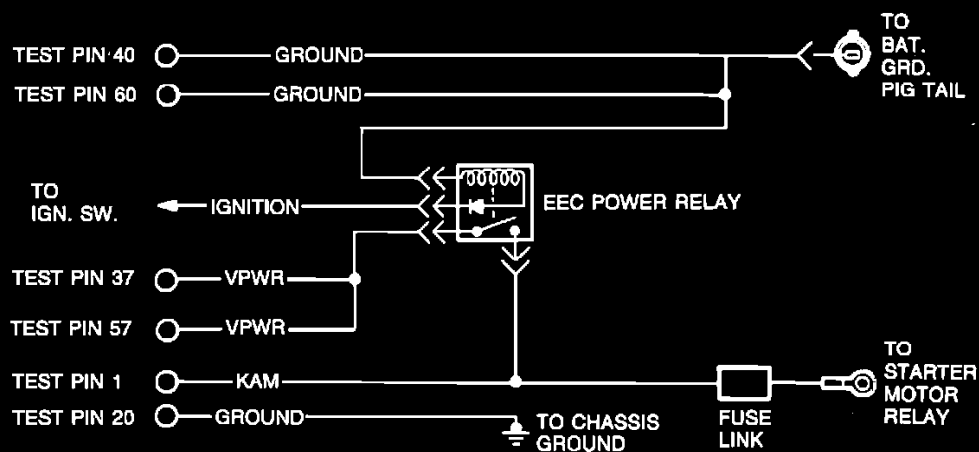 TEST PIN 40
GROUND
TO
BAT.
GRD.
PIG TAIL
TEST PIN 60
GROUND
TO
IGN. SW.
IGNITION
EEC POWER RELAY
TEST PIN 37
VPWR
TEST PIN 57
VPWR
TEST PIN 1
KAM
TO
STARTER
MOTOR
RELAY
TEST PIN 20
GROUND
TO CHASSIS
GROUND
FUSE
LINK